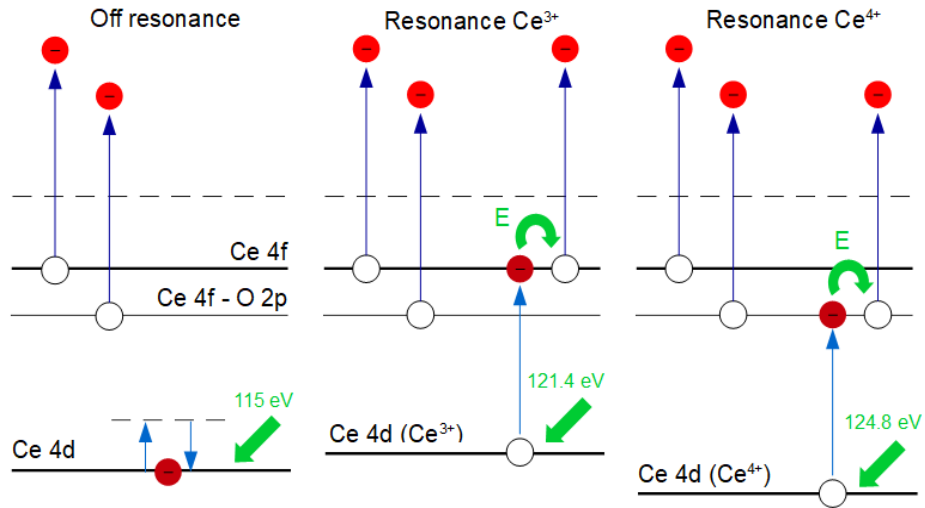 Off resonance
Resonance Ce³⁺
Resonance Ce⁴⁺
E
E
Ce 4f
Ce 4f - O 2p
115 eV
121.4 eV
124.8 eV
Ce 4d
Ce 4d (Ce³⁺)
Ce 4d (Ce⁴⁺)